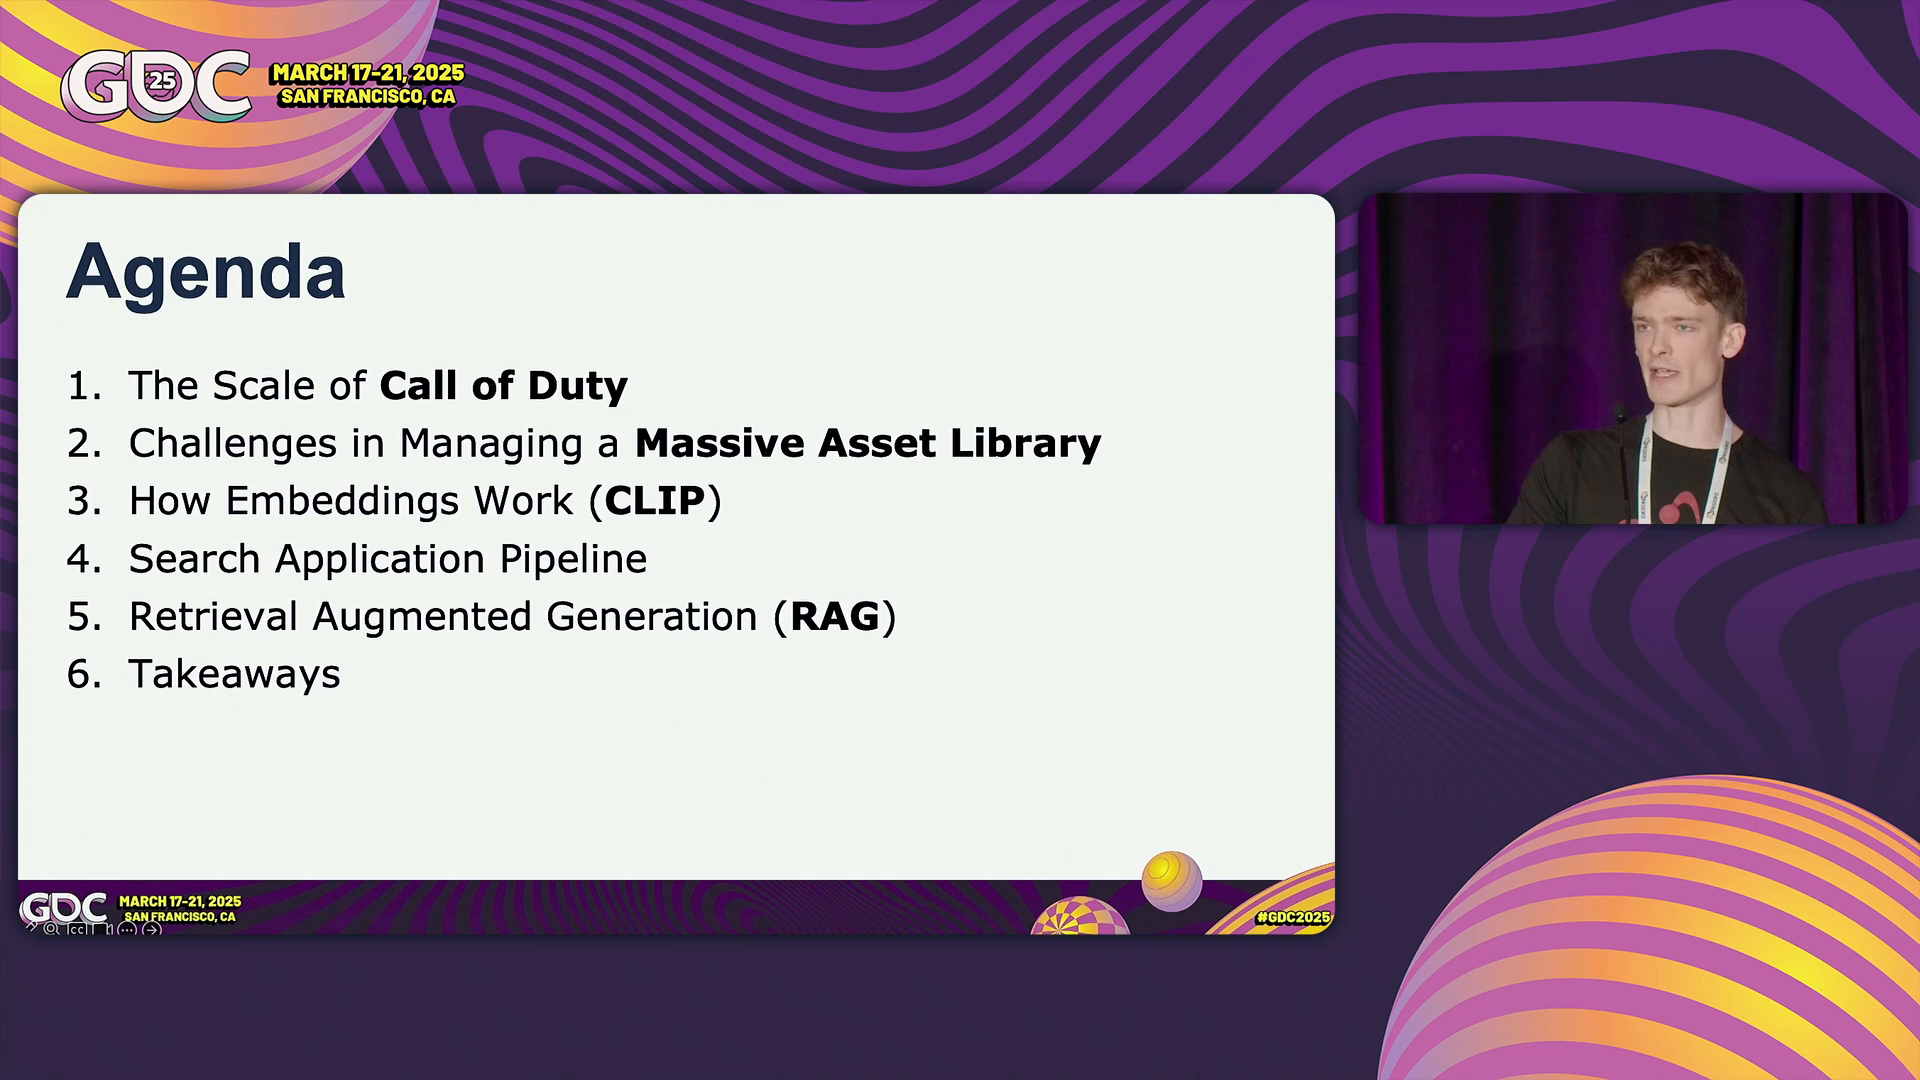 GDC 25
MARCH 17-21, 2025
SAN FRANCISCO, CA
Agenda
1. The Scale of Call of Duty
2. Challenges in Managing a Massive Asset Library
3. How Embeddings Work (CLIP)
4. Search Application Pipeline
5. Retrieval Augmented Generation (RAG)
6. Takeaways
GDC
MARCH 17-21, 2025
SAN FRANCISCO, CA
#GDC2025